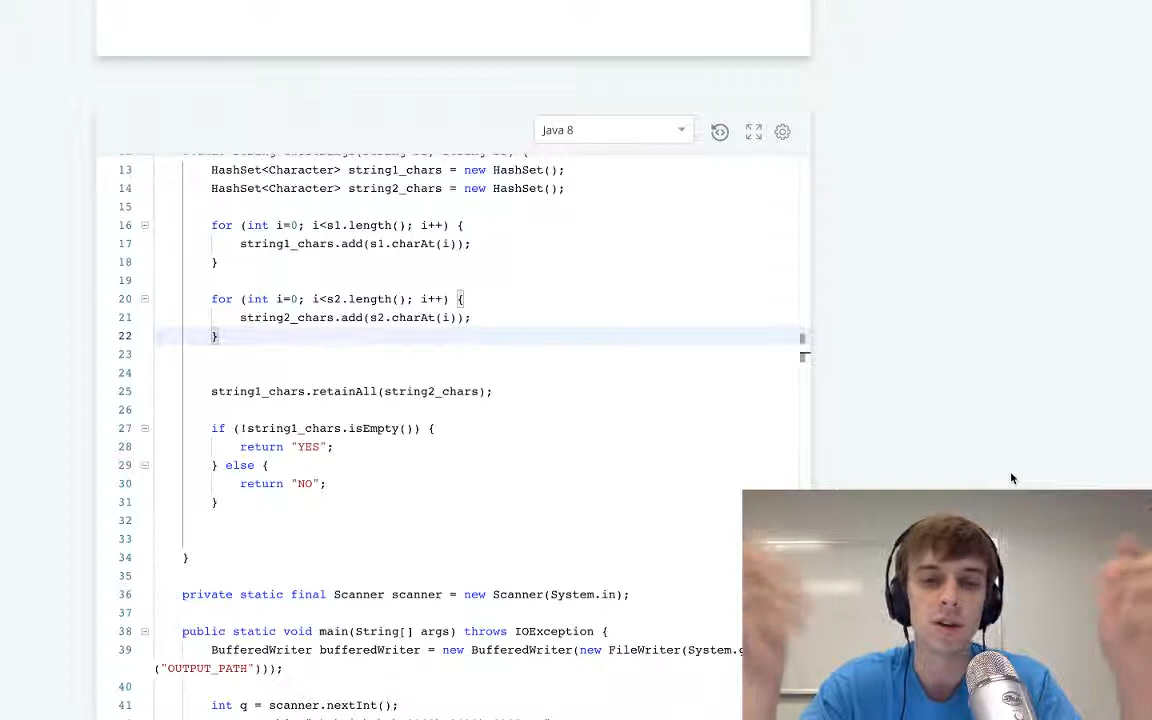 Java 8
13 HashSet<Character> string1_chars = new HashSet();
14 HashSet<Character> string2_chars = new HashSet();
15
16 for (int i=0; i<s1.length(); i++) {
17 string1_chars.add(s1.charAt(i));
18 }
19
20 for (int i=0; i<s2.length(); i++) {
21 string2_chars.add(s2.charAt(i));
22 }
23
24
25 string1_chars.retainAll(string2_chars);
26
27 if (!string1_chars.isEmpty()) {
28 return "YES";
29 } else {
30 return "NO";
31 }
32
33
34 }
35
36 private static final Scanner scanner = new Scanner(System.in);
37
38 public static void main(String[] args) throws IOException {
39 BufferedWriter bufferedWriter = new BufferedWriter(new FileWriter(System.g
("OUTPUT_PATH")));
40
41 int q = scanner.nextInt();